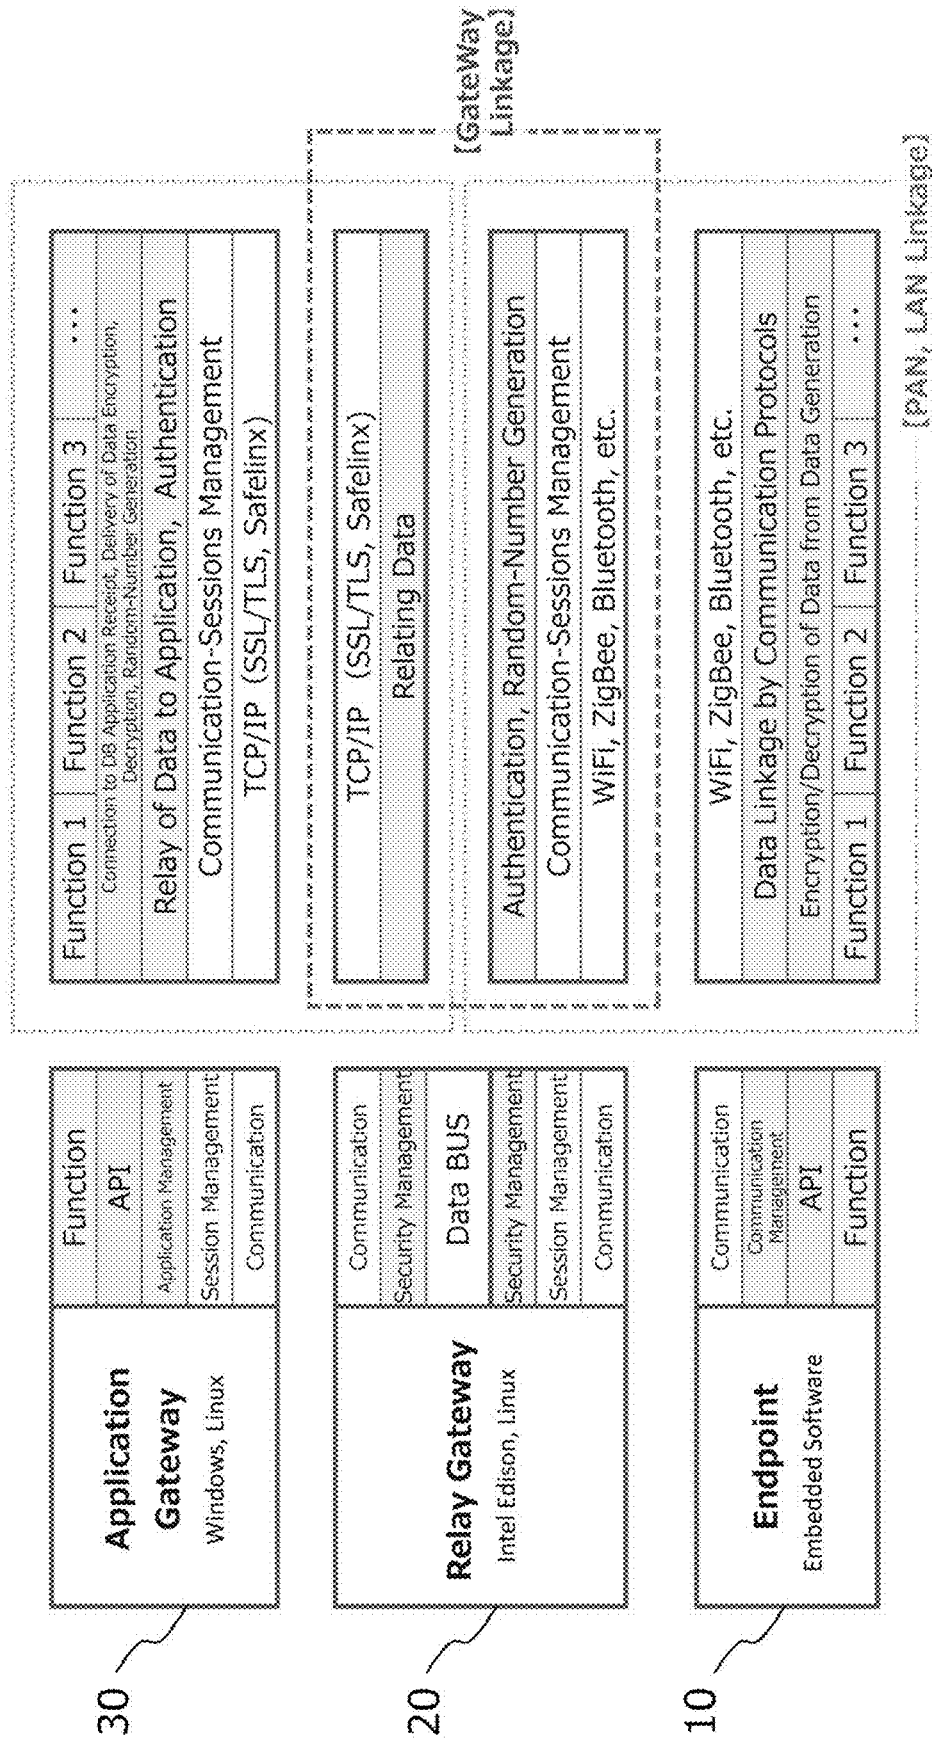 30
Application
Gateway
Windows, Linux
Function
API
Application Management
Session Management
Communication
Function 1
Function 2
Function 3
...
Connection to DB Application Receipt, Delivery of Data Encryption,
Decryption, Random-Number Generation
Relay of Data to Application, Authentication
Communication-Sessions Management
TCP/IP (SSL/TLS, Safelinx)
20
Relay Gateway
Intel Edison, Linux
Communication
Security Management
Data BUS
Security Management
Session Management
Communication
TCP/IP (SSL/TLS, Safelinx)
Relating Data
Authentication, Random-Number Generation
Communication-Sessions Management
WiFi, ZigBee, Bluetooth, etc.
[GateWay
Linkage]
10
Endpoint
Embedded Software
Communication
Communication
Management
API
Function
WiFi, ZigBee, Bluetooth, etc.
Data Linkage by Communication Protocols
Encryption/Decryption of Data from Data Generation
Function 1
Function 2
Function 3
...
[PAN, LAN Linkage]